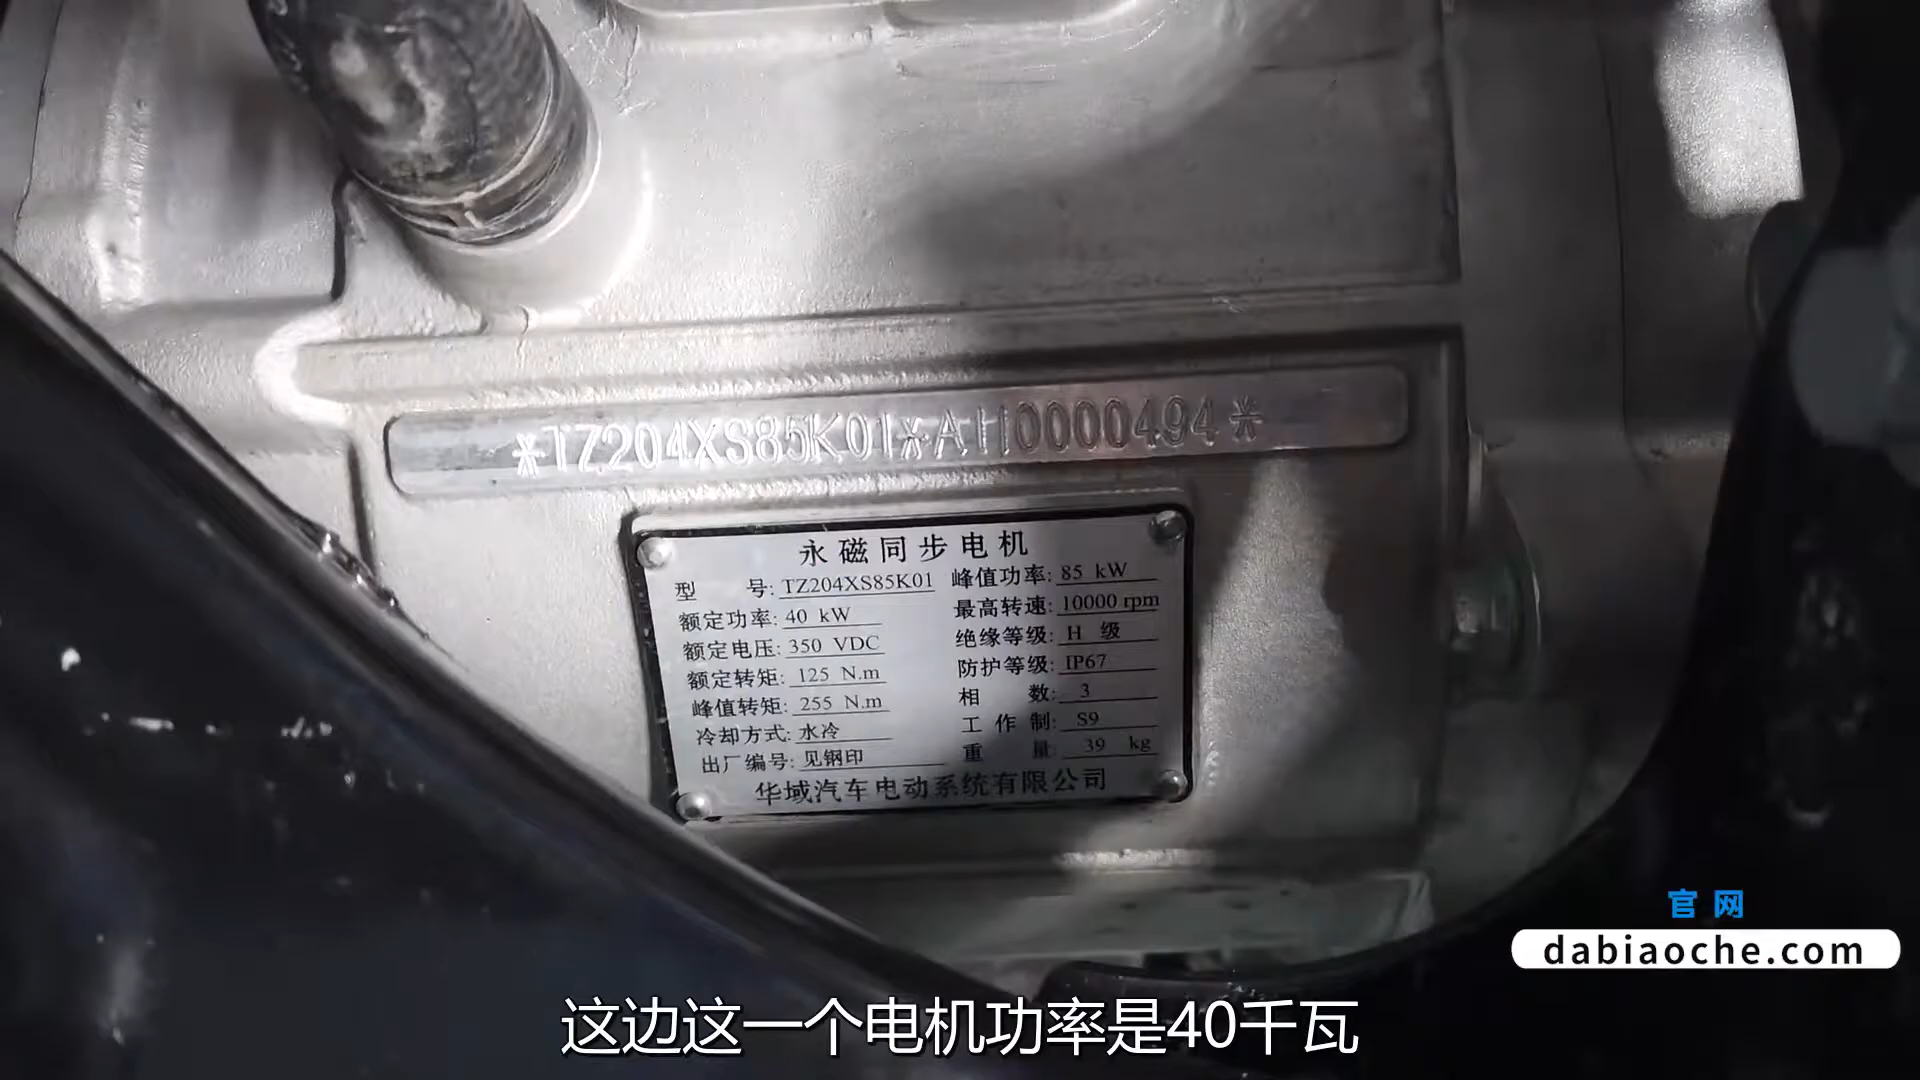 *TZ204XS85K01*AH0000494*
永磁同步电机
型 号: TZ204XS85K01 峰值功率: 85 kW
额定功率: 40 kW 最高转速: 10000 rpm
额定电压: 350 VDC 绝缘等级: H 级
额定转矩: 125 N.m 防护等级: IP67
峰值转矩: 255 N.m 相 数: 3
冷却方式: 水冷 工 作 制: S9
出厂编号: 见钢印 重 量: 39 kg
华域汽车电动系统有限公司
官网
dabiaoche.com
这边这一个电机功率是40千瓦